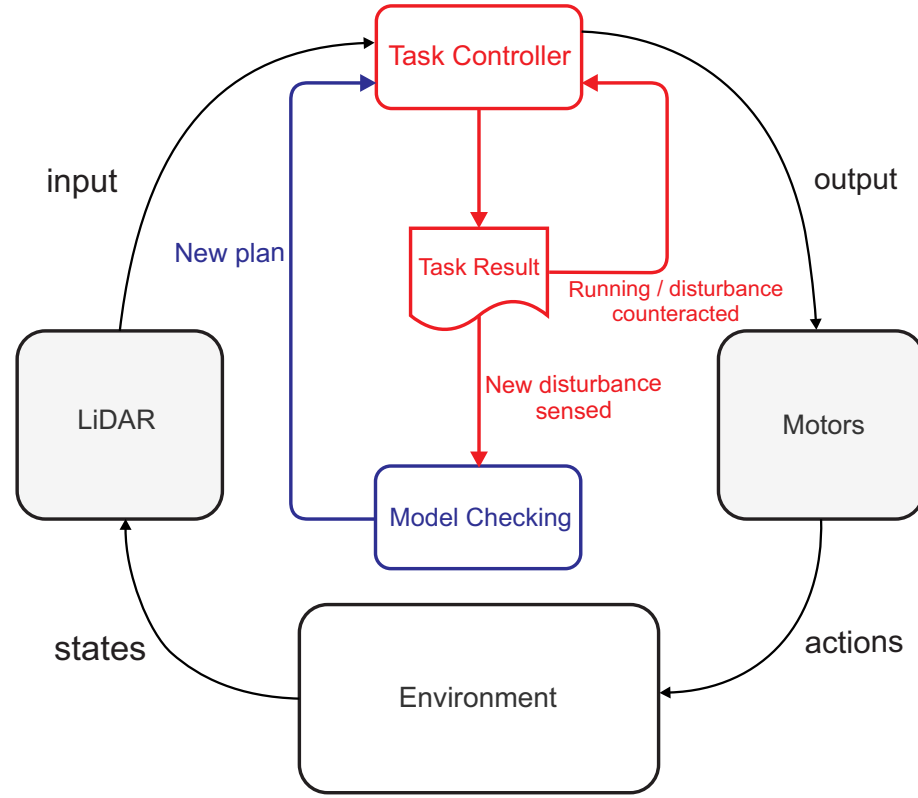 Task Controller
input
output
New plan
Task Result
Running / disturbance
counteracted
LiDAR
New disturbance
sensed
Motors
Model Checking
states
actions
Environment